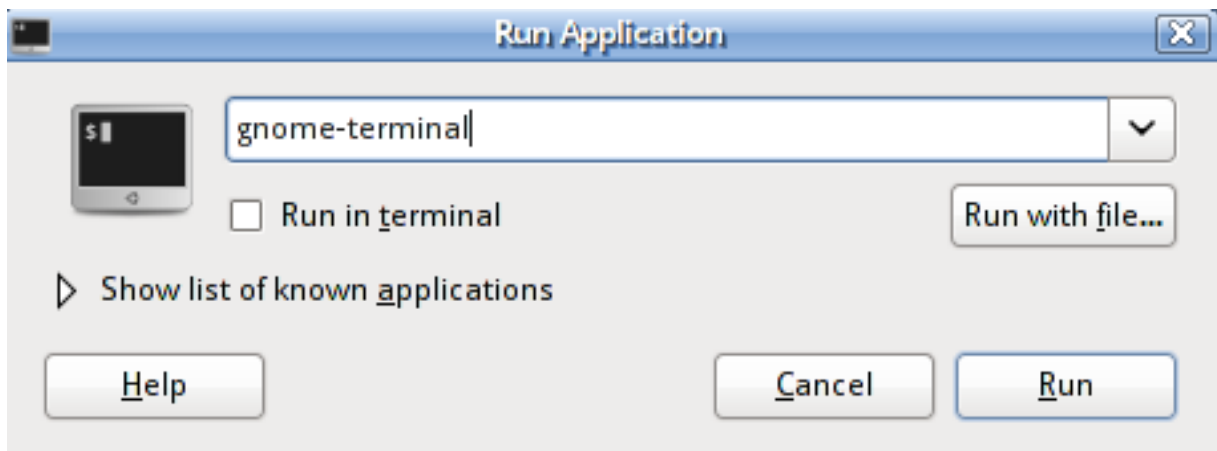 Run Application
$
gnome-terminal
Run in terminal
Run with file...
Show list of known applications
Help
Cancel
Run